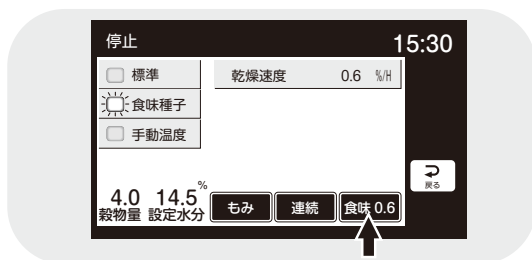 停止 15:30
標準
食味種子
手動温度
乾燥速度 0.6 %/H
戻る
4.0 14.5%
穀物量 設定水分
もみ 連続 食味 0.6